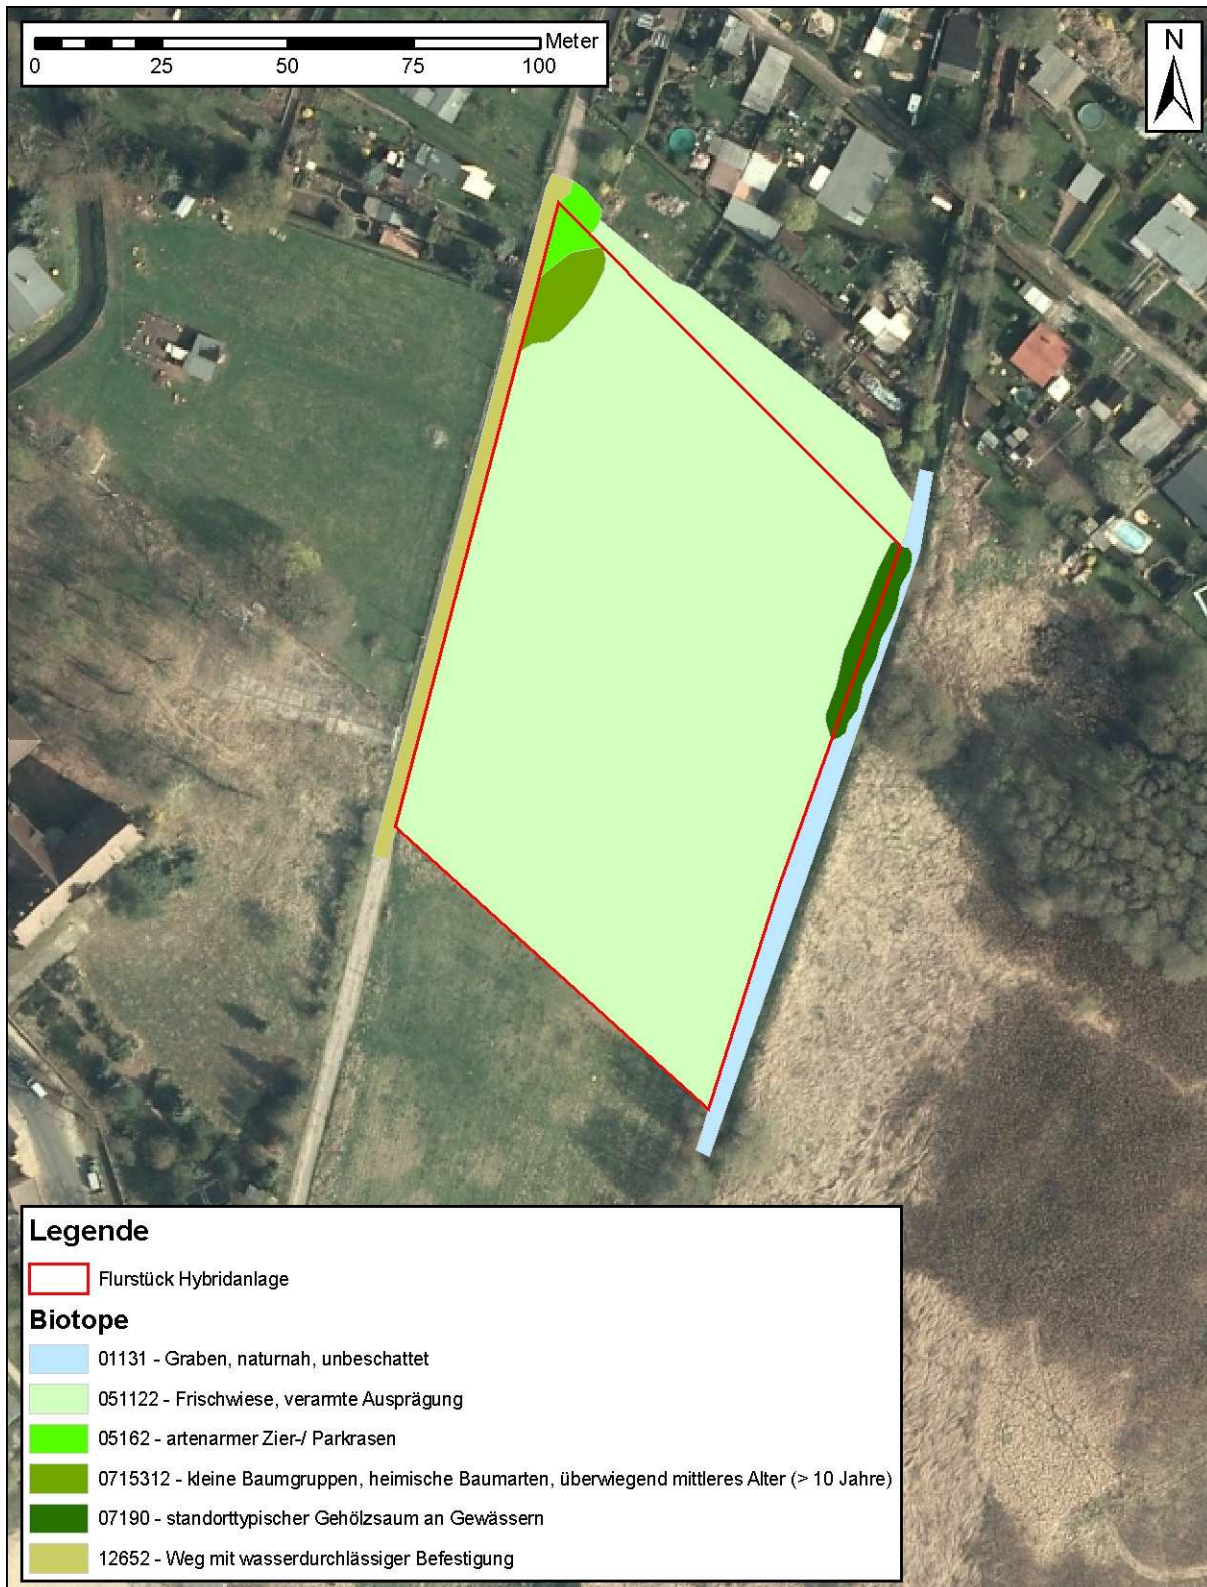 Meter
0 25 50 75 100
N
Legende
Flurstück Hybridanlage
Biotope
01131 - Graben, naturnah, unbeschattet
051122 - Frischwiese, verarmte Ausprägung
05162 - artenarmer Zier-/ Parkrasen
0715312 - kleine Baumgruppen, heimische Baumarten, überwiegend mittleres Alter (> 10 Jahre)
07190 - standorttypischer Gehölzsaum an Gewässern
12652 - Weg mit wasserdurchlässiger Befestigung